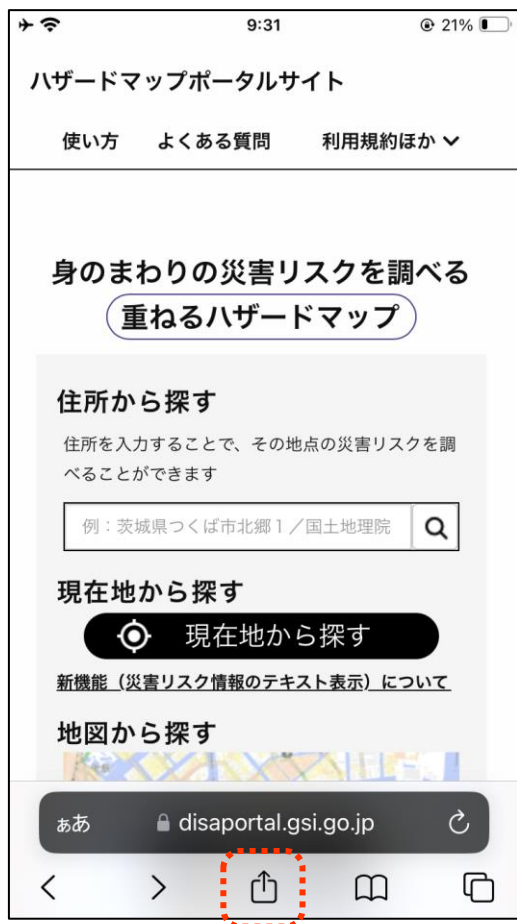 9:31
21%
ハザードマップポータルサイト
使い方 よくある質問 利用規約ほか
身のまわりの災害リスクを調べる
重ねるハザードマップ
住所から探す
住所を入力することで、その地点の災害リスクを調
べることができます
例：茨城県つくば市北郷１／国土地理院
現在地から探す
現在地から探す
新機能（災害リスク情報のテキスト表示）について
地図から探す
ぁあ disaportal.gsi.go.jp